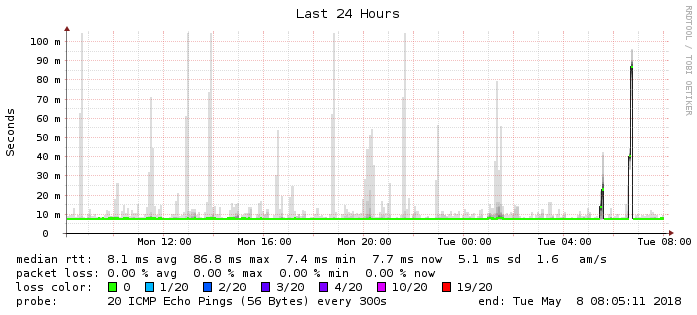 Last 24 Hours
RRDTOOL / TOBI OETIKER
Seconds
100 m
90 m
80 m
70 m
60 m
50 m
40 m
30 m
20 m
10 m
0
Mon 12:00 Mon 16:00 Mon 20:00 Tue 00:00 Tue 04:00 Tue 08:00
median rtt: 8.1 ms avg 86.8 ms max 7.4 ms min 7.7 ms now 5.1 ms sd 1.6 am/s
packet loss: 0.00 % avg 0.00 % max 0.00 % min 0.00 % now
loss color: 0 1/20 2/20 3/20 4/20 10/20 19/20
probe: 20 ICMP Echo Pings (56 Bytes) every 300s end: Tue May 8 08:05:11 2018